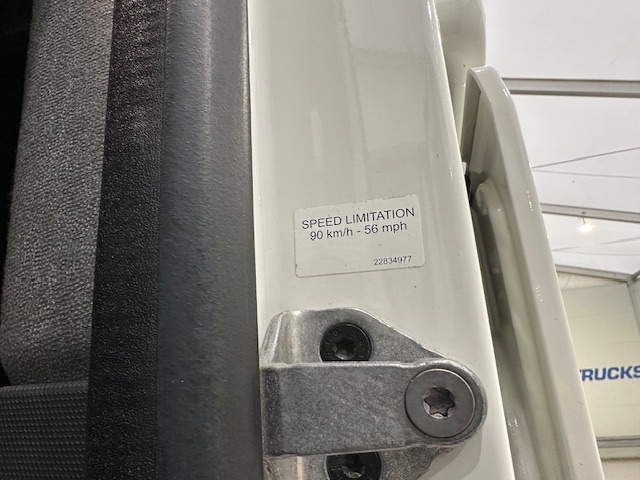 SPEED LIMITATION
90 km/h - 56 mph
22834977
TRUCKS